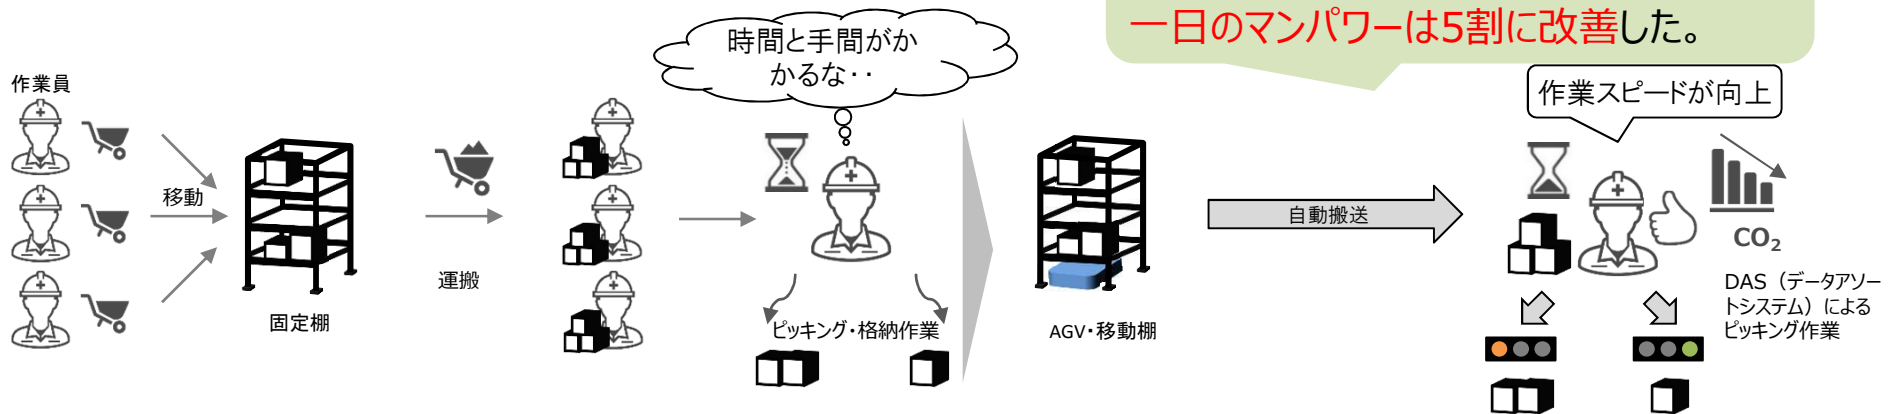 一日のマンパワーは5割に改善した。
時間と手間がか
かるな・・
作業員
作業スピードが向上
移動
自動搬送
運搬
CO₂
固定棚
ピッキング・格納作業
AGV・移動棚
DAS（データアソー
トシステム）による
ピッキング作業